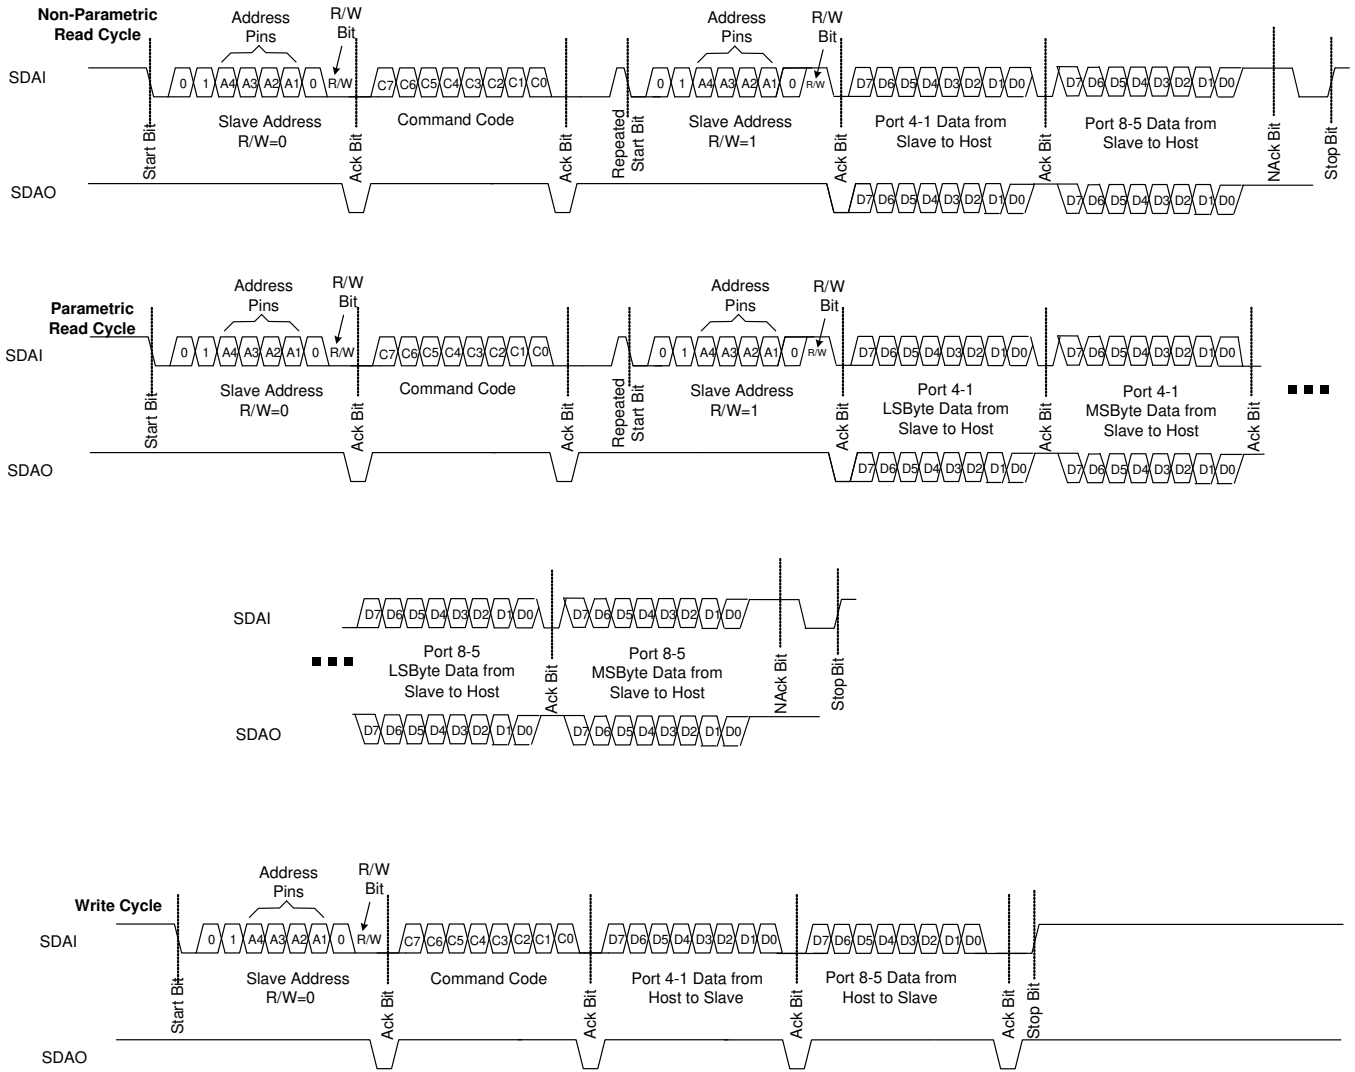 Non-Parametric
Read Cycle
Address
Pins
R/W
Bit
Address
Pins
R/W
Bit
SDAI
0 1 A4 A3 A2 A1 0 R/W
C7 C6 C5 C4 C3 C2 C1 C0
0 1 A4 A3 A2 A1 0 R/W
D7 D6 D5 D4 D3 D2 D1 D0
D7 D6 D5 D4 D3 D2 D1 D0
Start Bit
Slave Address
R/W=0
Ack Bit
Command Code
Ack Bit
Repeated
Start Bit
Slave Address
R/W=1
Ack Bit
Port 4-1 Data from
Slave to Host
Ack Bit
Port 8-5 Data from
Slave to Host
NAck Bit
Stop Bit
SDAO
D7 D6 D5 D4 D3 D2 D1 D0
D7 D6 D5 D4 D3 D2 D1 D0
Parametric
Read Cycle
Address
Pins
R/W
Bit
Address
Pins
R/W
Bit
SDAI
0 1 A4 A3 A2 A1 0 R/W
C7 C6 C5 C4 C3 C2 C1 C0
0 1 A4 A3 A2 A1 0 R/W
D7 D6 D5 D4 D3 D2 D1 D0
D7 D6 D5 D4 D3 D2 D1 D0
Start Bit
Slave Address
R/W=0
Ack Bit
Command Code
Ack Bit
Repeated
Start Bit
Slave Address
R/W=1
Ack Bit
Port 4-1
LSByte Data from
Slave to Host
Ack Bit
Port 4-1
MSByte Data from
Slave to Host
Ack Bit
SDAO
D7 D6 D5 D4 D3 D2 D1 D0
D7 D6 D5 D4 D3 D2 D1 D0
SDAI
D7 D6 D5 D4 D3 D2 D1 D0
D7 D6 D5 D4 D3 D2 D1 D0
Port 8-5
LSByte Data from
Slave to Host
Ack Bit
Port 8-5
MSByte Data from
Slave to Host
NAck Bit
Stop Bit
SDAO
D7 D6 D5 D4 D3 D2 D1 D0
D7 D6 D5 D4 D3 D2 D1 D0
Write Cycle
Address
Pins
R/W
Bit
SDAI
0 1 A4 A3 A2 A1 0 R/W
C7 C6 C5 C4 C3 C2 C1 C0
D7 D6 D5 D4 D3 D2 D1 D0
D7 D6 D5 D4 D3 D2 D1 D0
Start Bit
Slave Address
R/W=0
Ack Bit
Command Code
Ack Bit
Port 4-1 Data from
Host to Slave
Ack Bit
Port 8-5 Data from
Host to Slave
Ack Bit
Stop Bit
SDAO